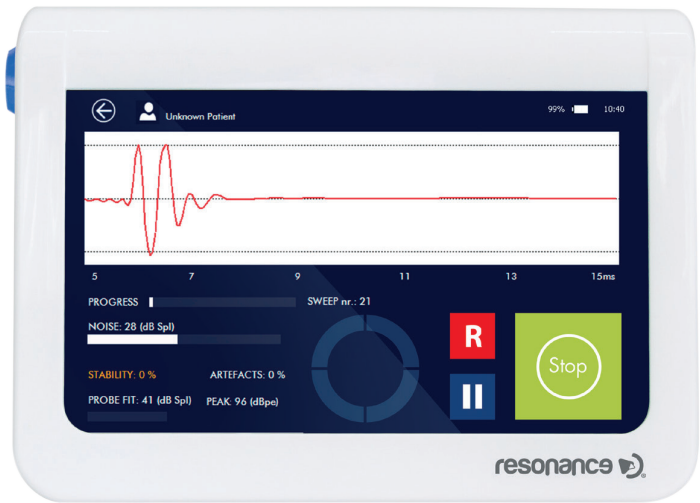 Unknown Patient
99% 10:40
5 7 9 11 13 15ms
PROGRESS SWEEP nr.: 21
NOISE: 28 (dB Spl)
R
Stop
STABILITY: 0 % ARTEFACTS: 0 %
PROBE FIT: 41 (dB Spl) PEAK 96 (dBpe)
resonance